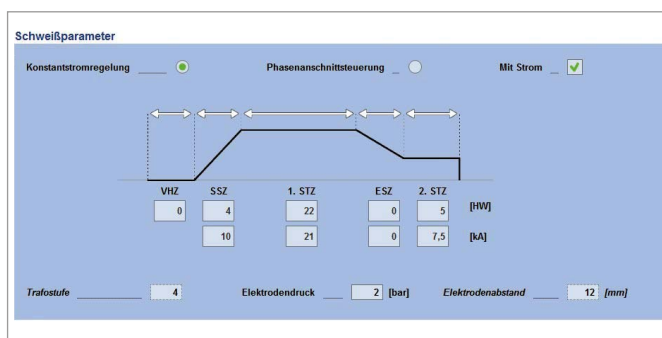 Schweißparameter
Konstantstromregelung Phasenanschnittsteuerung Mit Strom
VHZ SSZ 1. STZ ESZ 2. STZ
0 4 22 0 5 [HW]
10 21 0 7,5 [kA]
Trafostufe 4 Elektrodendruck 2 [bar] Elektrodenabstand 12 [mm]